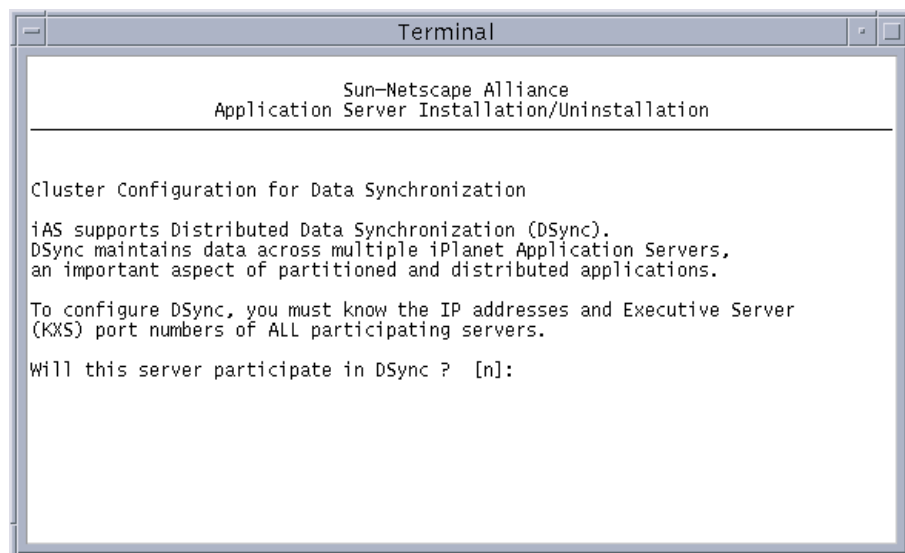 Terminal
Sun-Netscape Alliance
Application Server Installation/Uninstallation
Cluster Configuration for Data Synchronization
iAS supports Distributed Data Synchronization (DSync).
DSync maintains data across multiple iPlanet Application Servers,
an important aspect of partitioned and distributed applications.
To configure DSync, you must know the IP addresses and Executive Server
(KXS) port numbers of ALL participating servers.
Will this server participate in DSync ?  [n]: